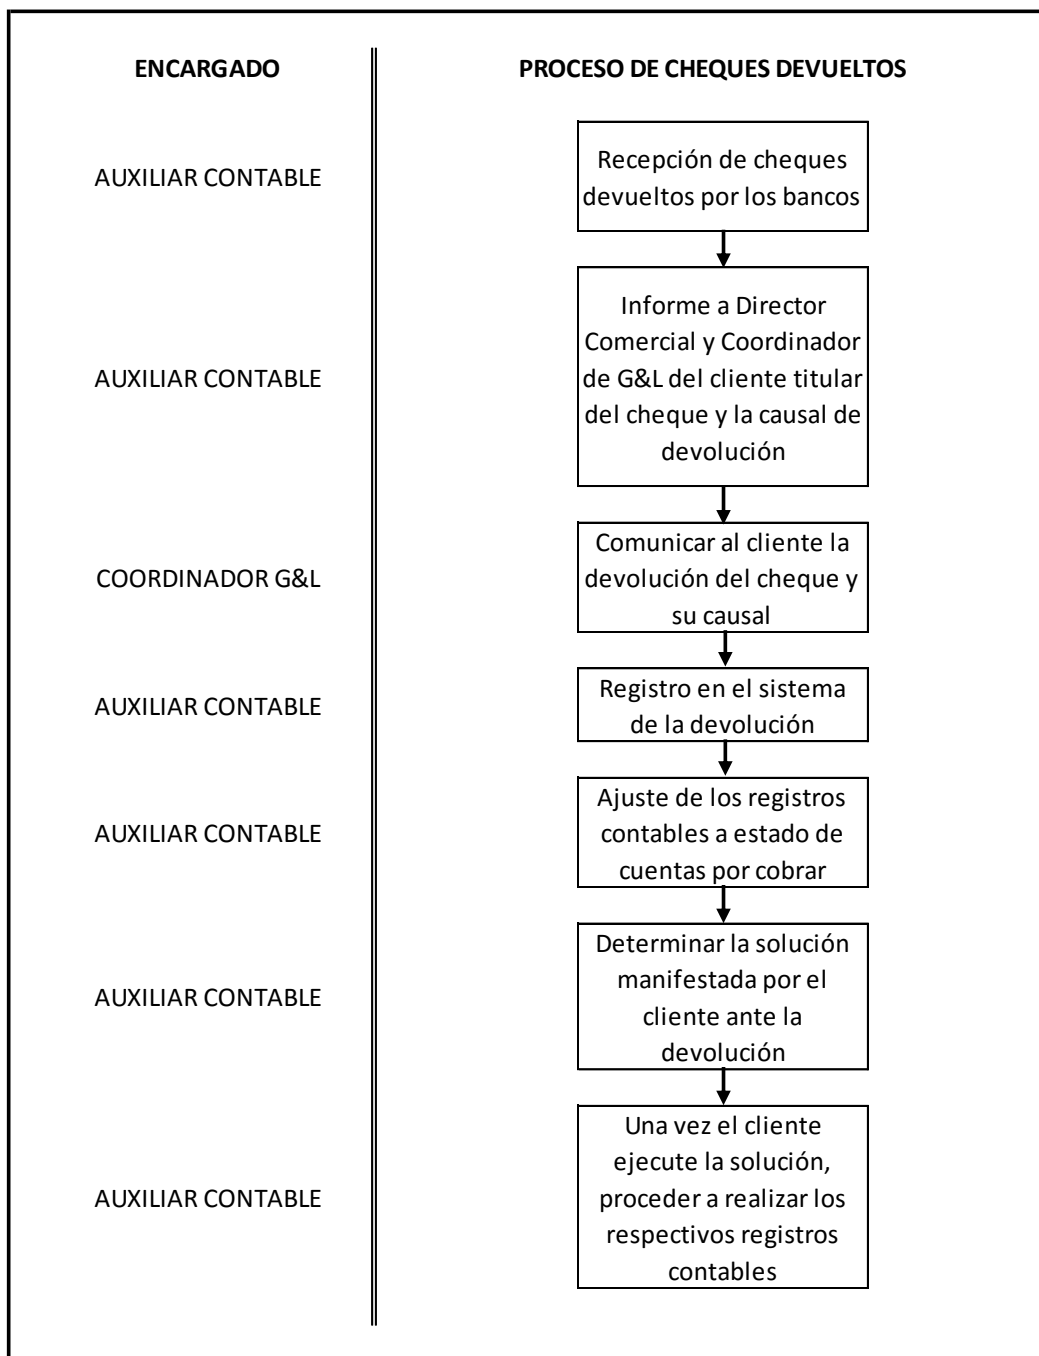 ENCARGADO
PROCESO DE CHEQUES DEVUELTOS
AUXILIAR CONTABLE
Recepción de cheques
devueltos por los bancos
AUXILIAR CONTABLE
Informe a Director
Comercial y Coordinador
de G&L del cliente titular
del cheque y la causal de
devolución
COORDINADOR G&L
Comunicar al cliente la
devolución del cheque y
su causal
AUXILIAR CONTABLE
Registro en el sistema
de la devolución
AUXILIAR CONTABLE
Ajuste de los registros
contables a estado de
cuentas por cobrar
AUXILIAR CONTABLE
Determinar la solución
manifestada por el
cliente ante la
devolución
AUXILIAR CONTABLE
Una vez el cliente
ejecute la solución,
proceder a realizar los
respectivos registros
contables